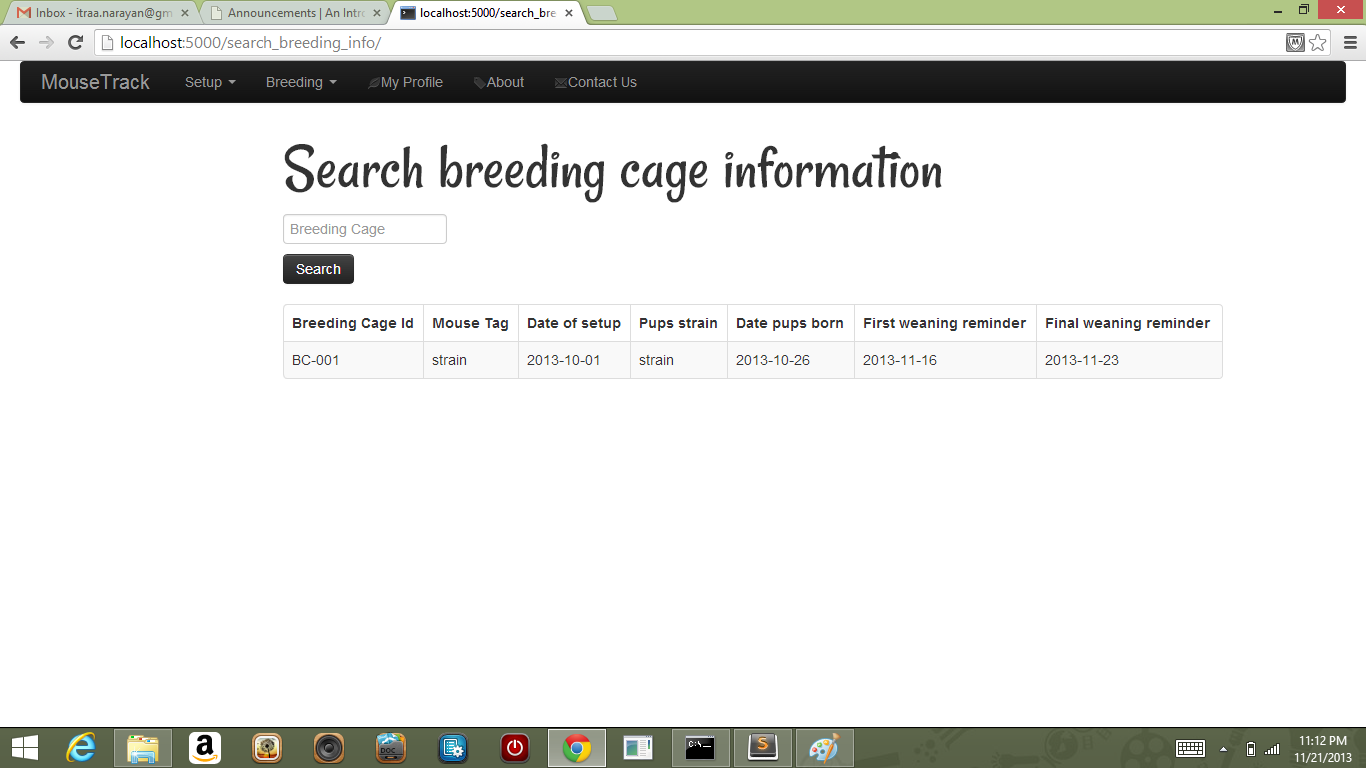 Inbox - itraa.narayan@gm
Announcements | An Intro
localhost:5000/search_bre
localhost:5000/search_breeding_info/
MouseTrack Setup Breeding My Profile About Contact Us
Search breeding cage information
Breeding Cage
Search
Breeding Cage Id Mouse Tag Date of setup Pups strain Date pups born First weaning reminder Final weaning reminder
BC-001 strain 2013-10-01 strain 2013-10-26 2013-11-16 2013-11-23
DOC
C:\
S
11:12 PM
11/21/2013